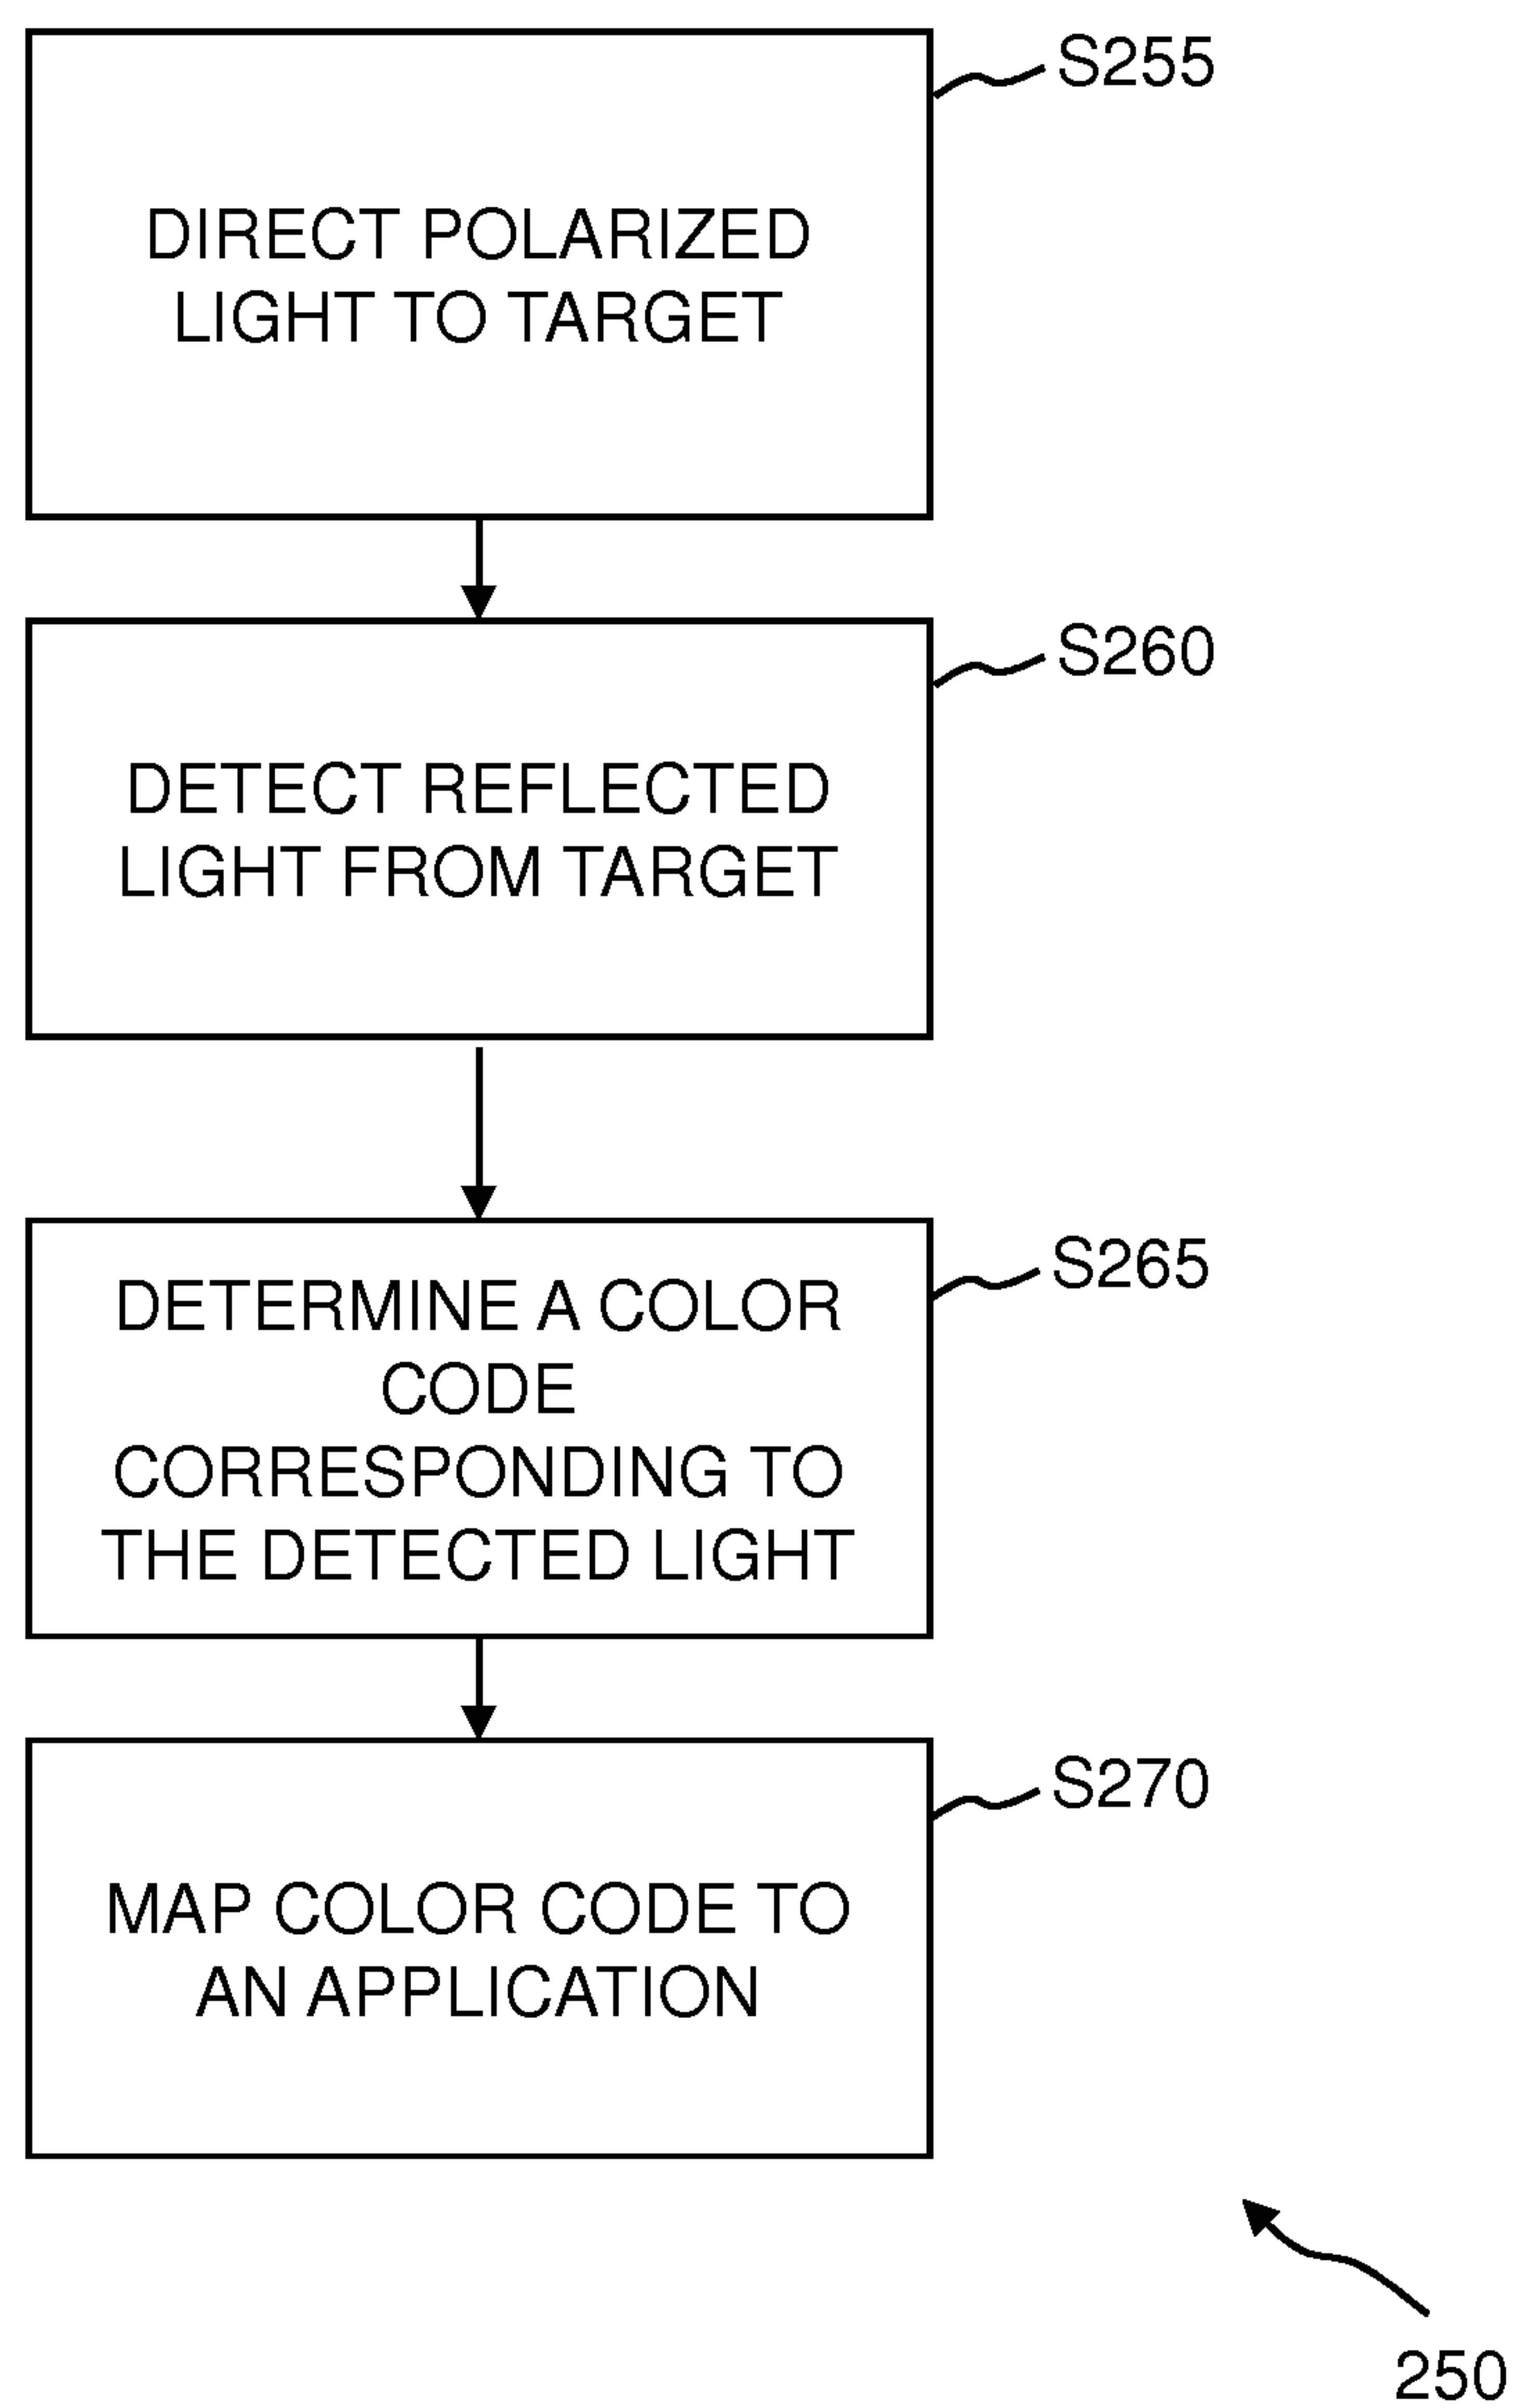 S255
DIRECT POLARIZED
LIGHT TO TARGET
S260
DETECT REFLECTED
LIGHT FROM TARGET
S265
DETERMINE A COLOR
CODE
CORRESPONDING TO
THE DETECTED LIGHT
S270
MAP COLOR CODE TO
AN APPLICATION
250